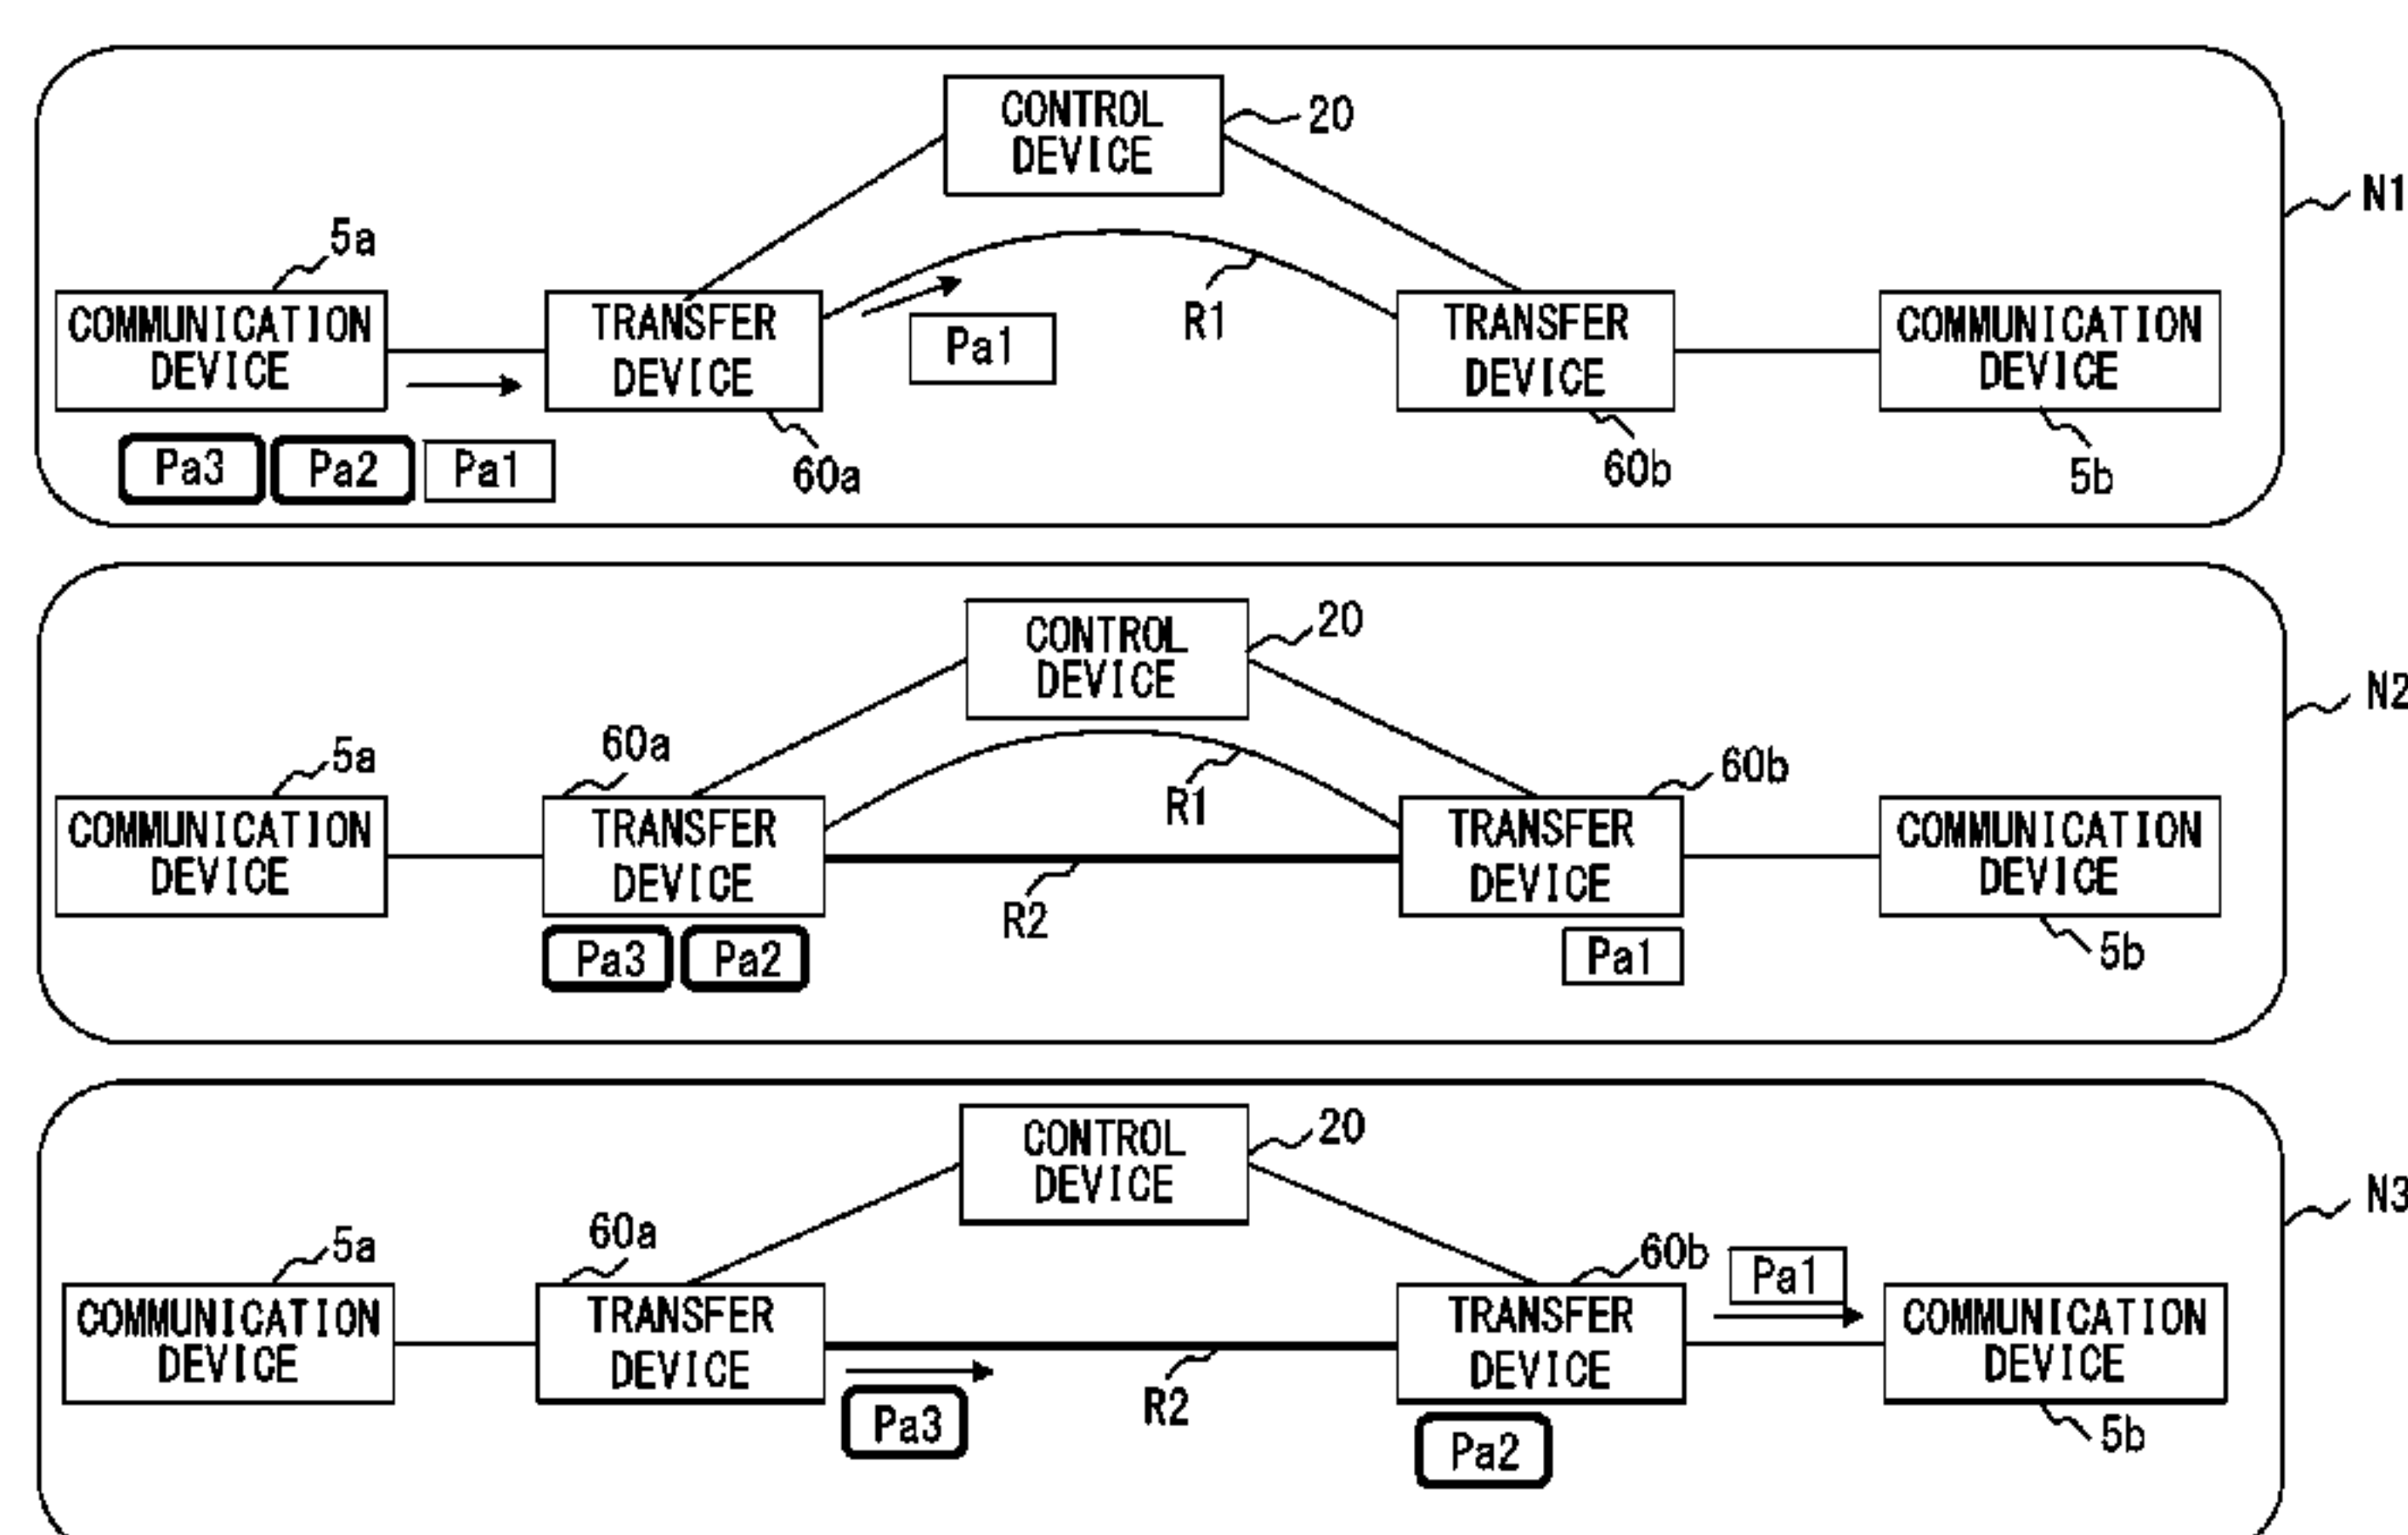 CONTROL
DEVICE
20
N1
5a
COMMUNICATION
DEVICE
TRANSFER
DEVICE
Pa1
R1
TRANSFER
DEVICE
COMMUNICATION
DEVICE
Pa3
Pa2
Pa1
60a
60b
5b
CONTROL
DEVICE
20
N2
5a
60a
60b
COMMUNICATION
DEVICE
TRANSFER
DEVICE
R1
R2
TRANSFER
DEVICE
COMMUNICATION
DEVICE
Pa3
Pa2
Pa1
5b
CONTROL
DEVICE
20
N3
5a
60a
60b
Pa1
COMMUNICATION
DEVICE
TRANSFER
DEVICE
Pa3
R2
TRANSFER
DEVICE
COMMUNICATION
DEVICE
Pa2
5b